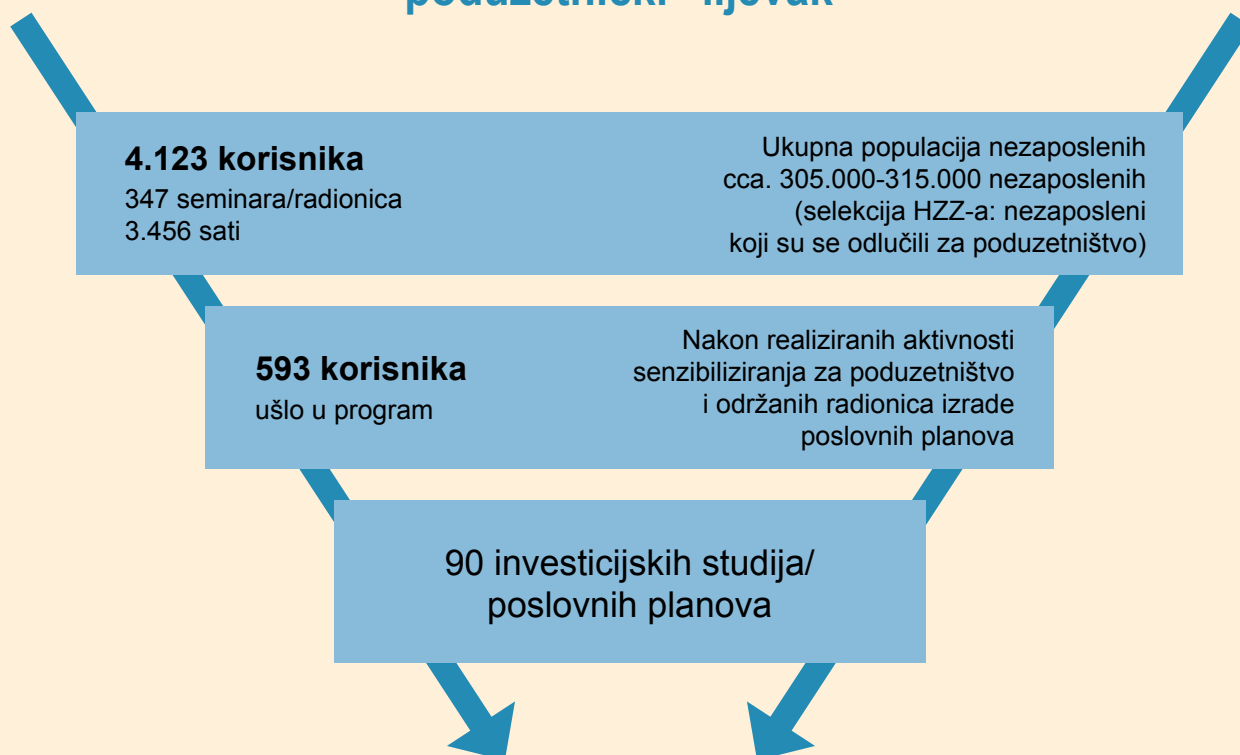 poduzetnički "lijevak"
4.123 korisnika
347 seminara/radionica
3.456 sati
Ukupna populacija nezaposlenih
cca. 305.000-315.000 nezaposlenih
(selekcija HZZ-a: nezaposleni
koji su se odlučili za poduzetništvo)
593 korisnika
ušlo u program
Nakon realiziranih aktivnosti
senzibiliziranja za poduzetništvo
i održanih radionica izrade
poslovnih planova
90 investicijskih studija/
poslovnih planova